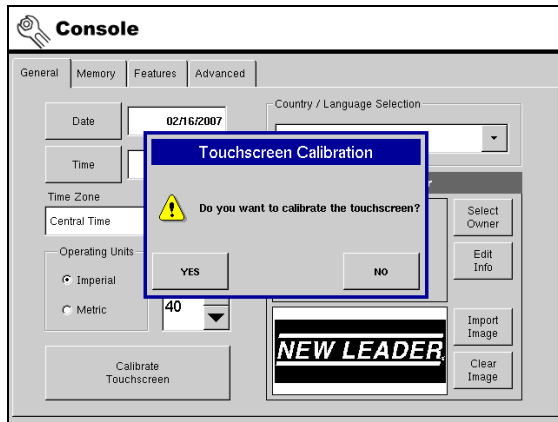 Console
General Memory Features Advanced
Date 02/16/2007
Country / Language Selection
Time
Touchscreen Calibration
Do you want to calibrate the touchscreen?
YES NO
Time Zone
Central Time
Operating Units
Imperial
Metric
40
Select
Owner
Edit
Info
Import
Image
Clear
Image
NEW LEADER
Calibrate
Touchscreen